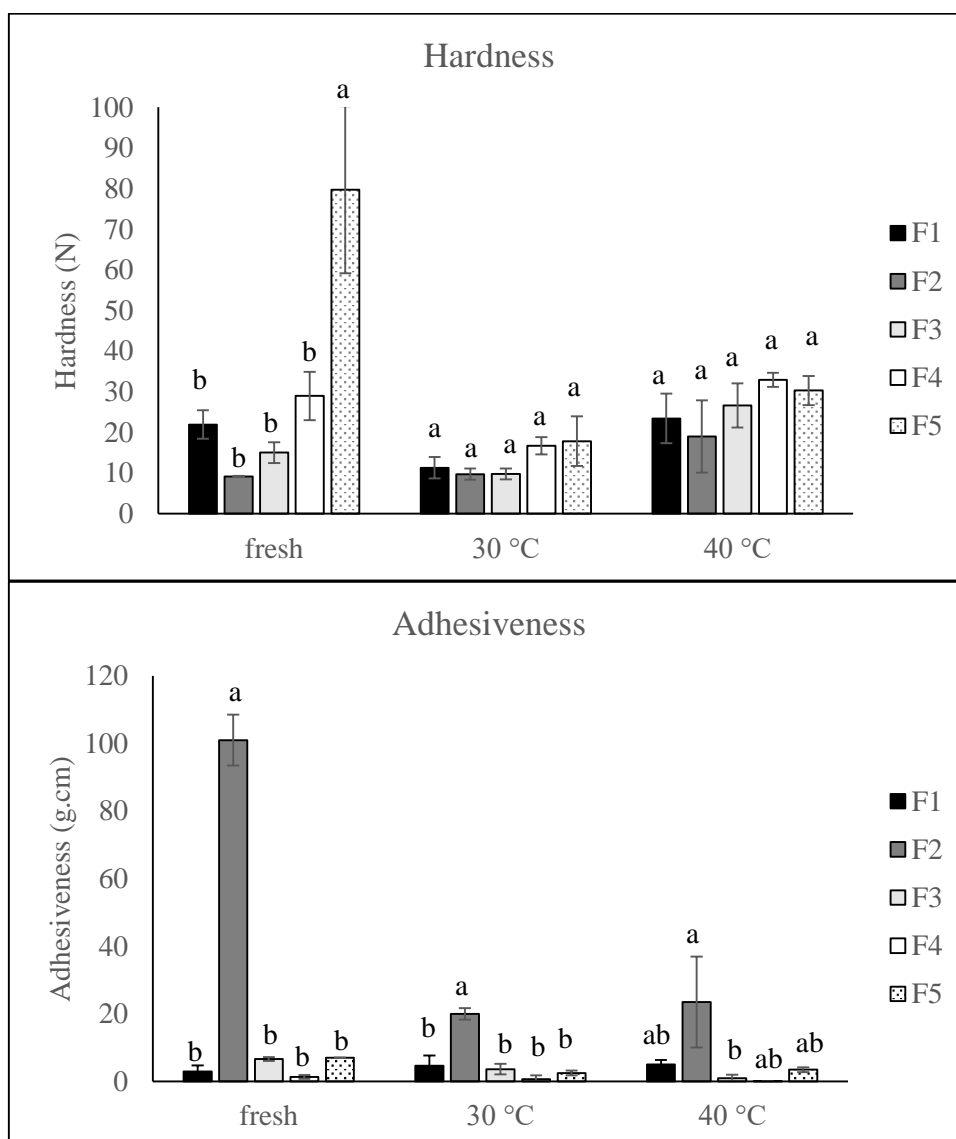 Hardness
a
100
90
80
70
60
50
40
30
20
10
0
Hardness (N)
b b b b
a a a a a
a a a a a
fresh 30 °C 40 °C
F1
F2
F3
F4
F5
Adhesiveness
120
100
80
60
40
20
0
Adhesiveness (g.cm)
b a b b b
b a b b b
ab a b ab ab
fresh 30 °C 40 °C
F1
F2
F3
F4
F5